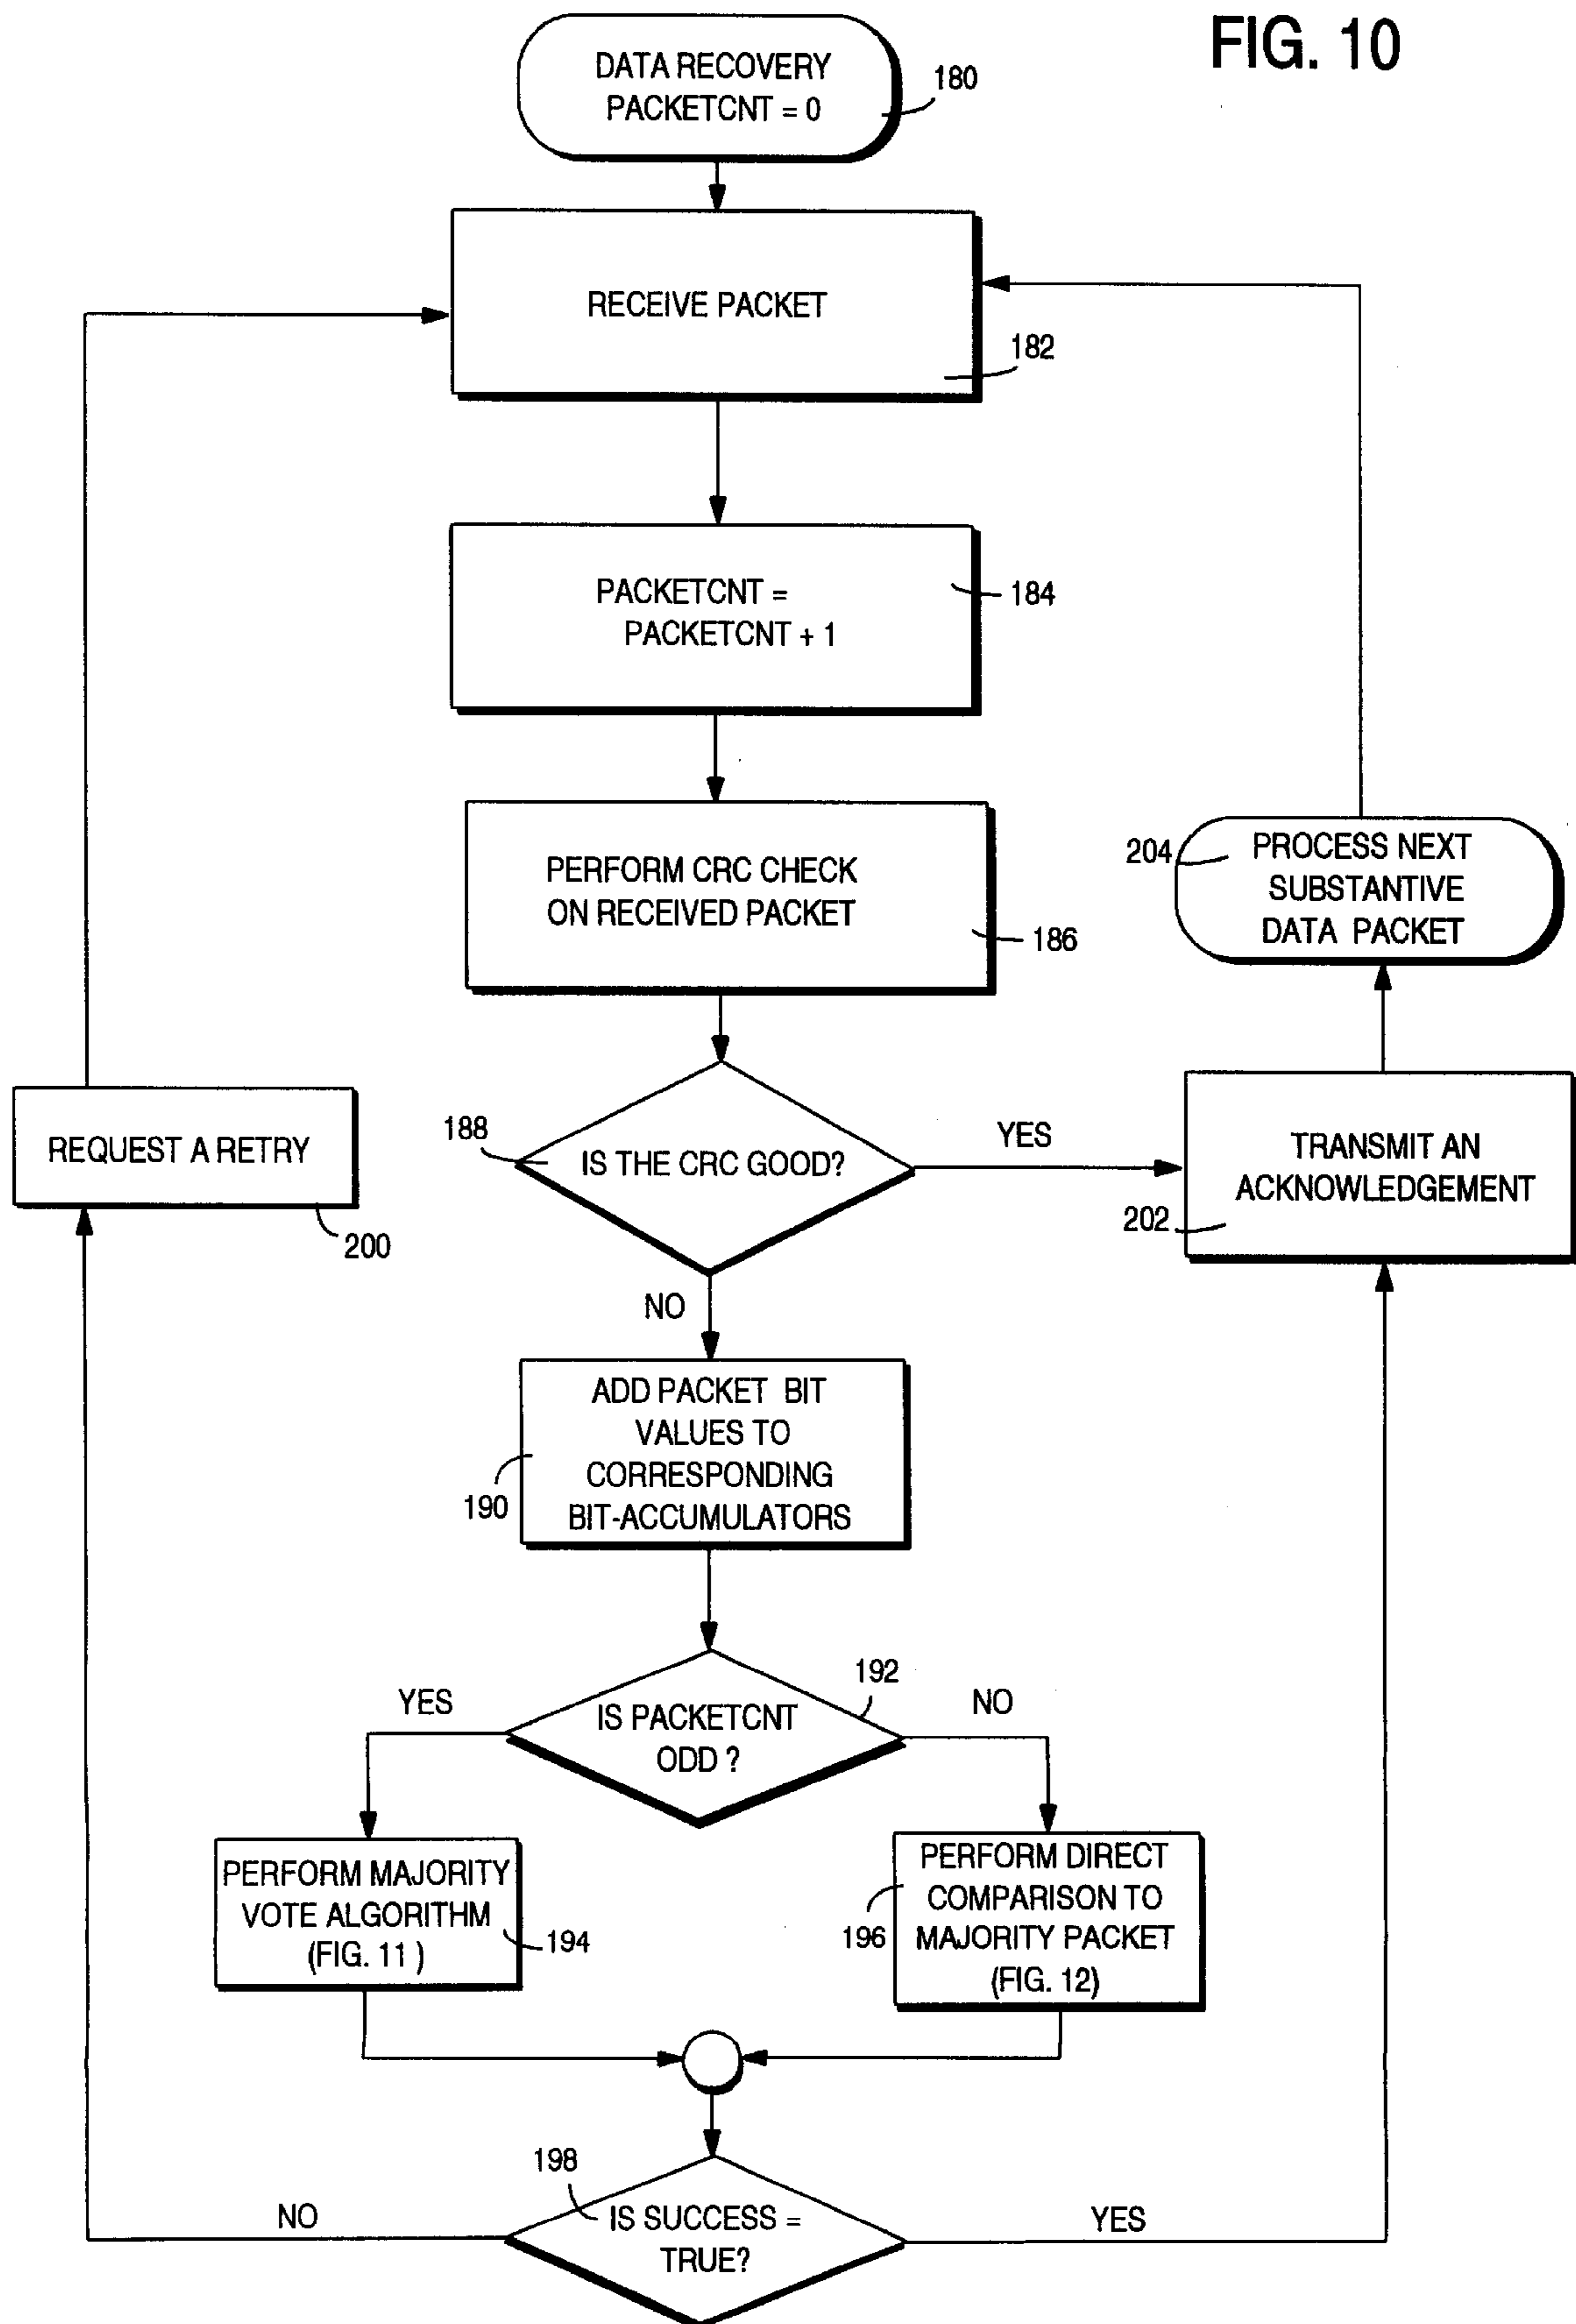 FIG. 10
DATA RECOVERY
PACKETCNT = 0
180
RECEIVE PACKET
182
PACKETCNT =
PACKETCNT + 1
184
PERFORM CRC CHECK
ON RECEIVED PACKET
186
204
PROCESS NEXT
SUBSTANTIVE
DATA PACKET
REQUEST A RETRY
200
188
IS THE CRC GOOD?
YES
TRANSMIT AN
ACKNOWLEDGEMENT
202
NO
ADD PACKET BIT
VALUES TO
CORRESPONDING
BIT-ACCUMULATORS
190
192
YES
IS PACKETCNT
ODD ?
NO
PERFORM MAJORITY
VOTE ALGORITHM
(FIG. 11 )
194
PERFORM DIRECT
COMPARISON TO
MAJORITY PACKET
(FIG. 12)
196
198
NO
IS SUCCESS =
TRUE?
YES